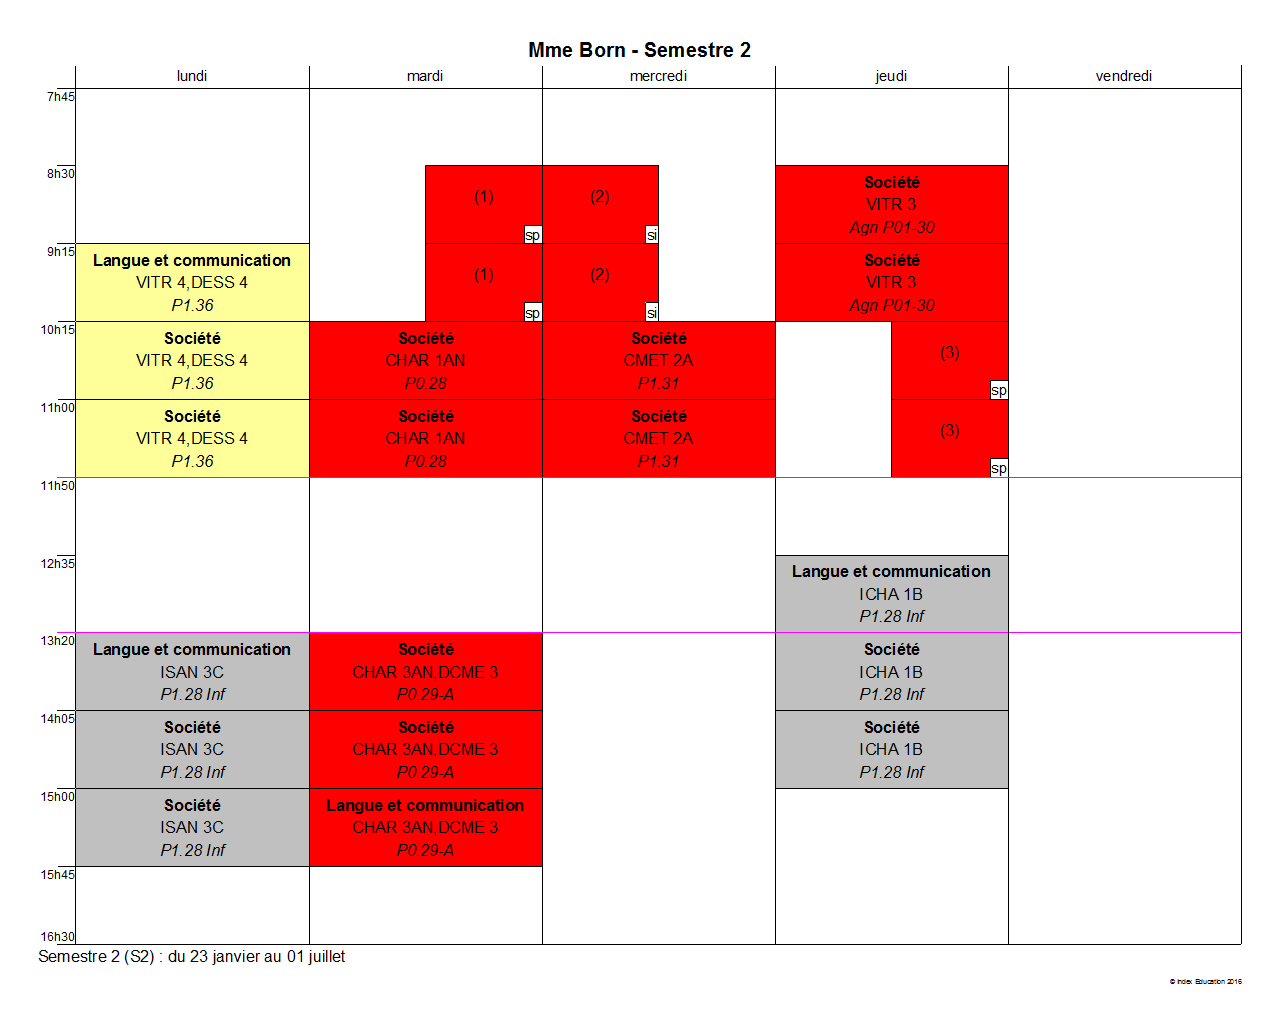 Mme Born - Semestre 2
lundi mardi mercredi jeudi vendredi
7h45
8h30
(1) (2) Société
VITR 3
Agri P01-30
sp si
9h15
Langue et communication (1) (2) Société
VITR 4,DESS 4 VITR 3
P1.36 Agri P01-30
sp si
10h15
Société Société Société (3)
VITR 4,DESS 4 CHAR 1AN CMET 2A
P1.36 P0.28 P1.31
sp
11h00
Société Société Société (3)
VITR 4,DESS 4 CHAR 1AN CMET 2A
P1.36 P0.28 P1.31
sp
11h50
12h35
Langue et communication
ICHA 1B
P1.28 Inf
13h20
Langue et communication Société Société
ISAN 3C CHAR 3AN,DCME 3 ICHA 1B
P1.28 Inf P0.29-A P1.28 Inf
14h05
Société Société Société
ISAN 3C CHAR 3AN,DCME 3 ICHA 1B
P1.28 Inf P0.29-A P1.28 Inf
15h00
Société Langue et communication
ISAN 3C CHAR 3AN,DCME 3
P1.28 Inf P0.29-A
15h45
16h30
Semestre 2 (S2) : du 23 janvier au 01 juillet
© Index Education 2016